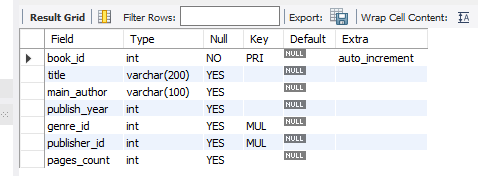 Result Grid Filter Rows: Export: Wrap Cell Content:
Field Type Null Key Default Extra
book_id int NO PRI NULL auto_increment
title varchar(200) YES NULL
main_author varchar(100) YES NULL
publish_year int YES NULL
genre_id int YES MUL NULL
publisher_id int YES MUL NULL
pages_count int YES NULL